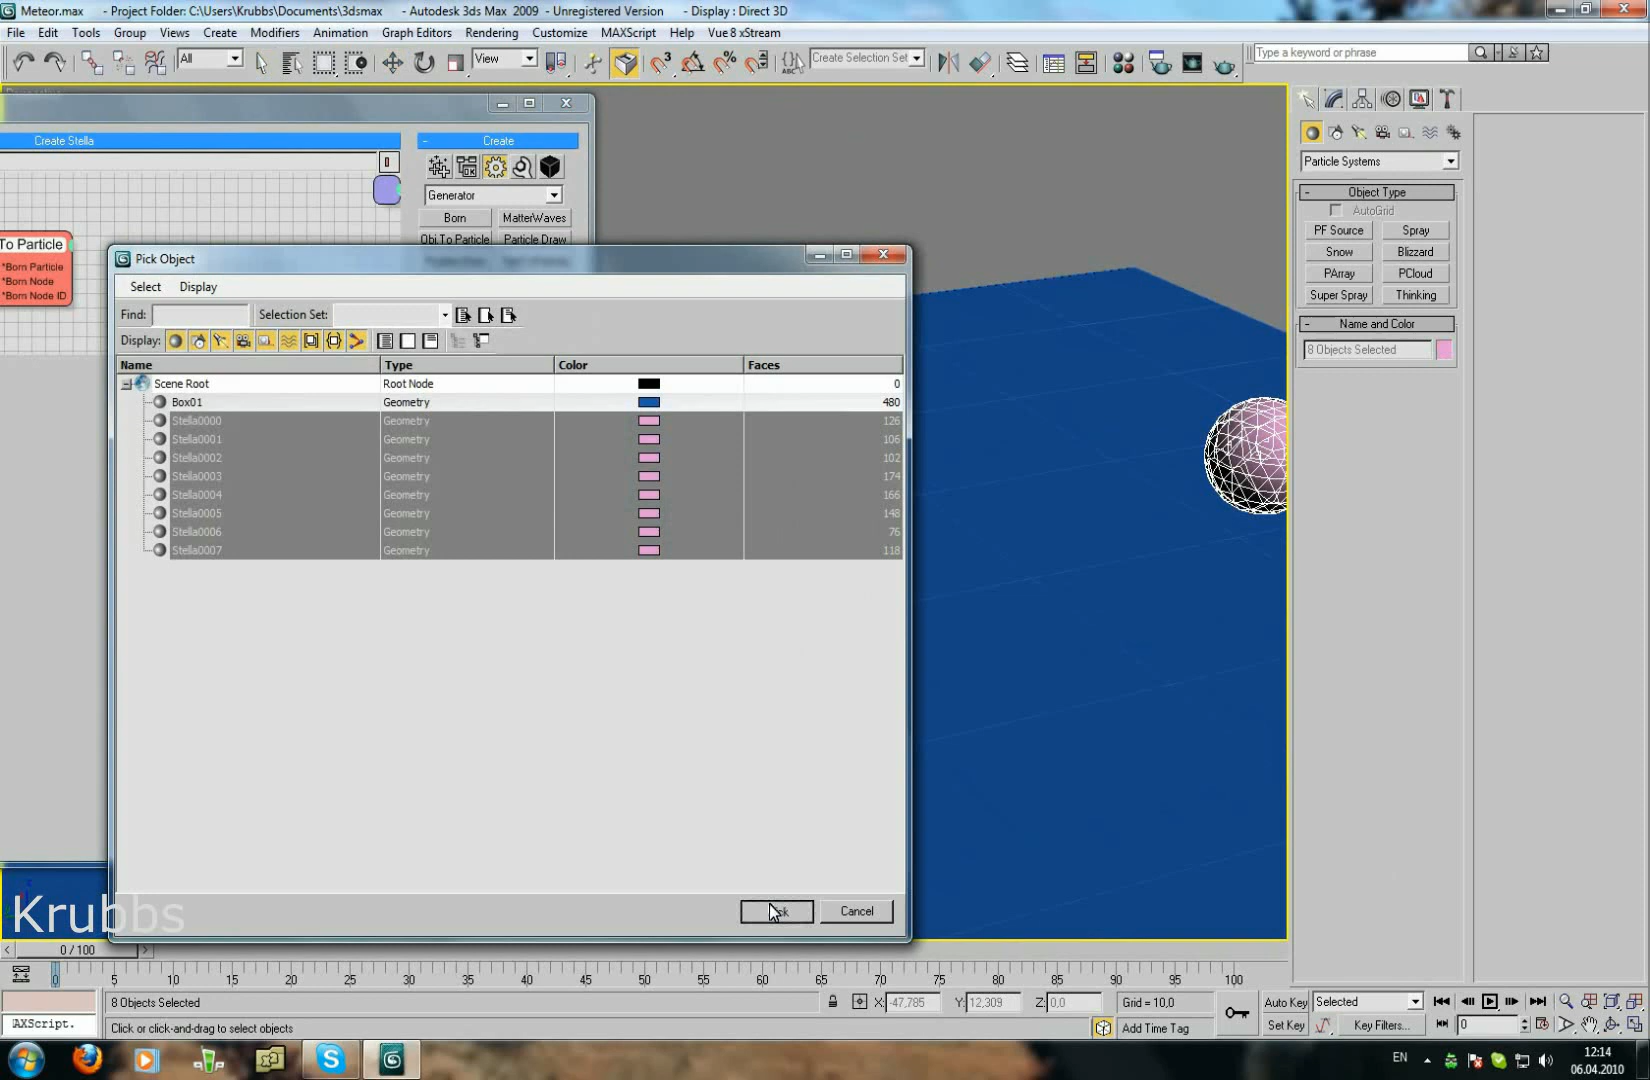 Meteor.max - Project Folder: C:\Users\Krubbs\Documents\3dsmax - Autodesk 3ds Max 2009 - Unregistered Version - Display : Direct 3D
File Edit Tools Group Views Create Modifiers Animation Graph Editors Rendering Customize MAXScript Help Vue 8 xStream
All View Create Selection Set Type a keyword or phrase
Create Stella
Create
Generator
Born MatterWaves
Obj.To Particle Particle Draw
To Particle
*Born Particle
*Born Node
*Born Node ID
Pick Object
Select Display
Find: Selection Set:
Display:
Name Type Color Faces
Scene Root Root Node 0
Box01 Geometry 480
Stella0000 Geometry 126
Stella0001 Geometry 106
Stella0002 Geometry 102
Stella0003 Geometry 174
Stella0004 Geometry 166
Stella0005 Geometry 148
Stella0006 Geometry 76
Stella0007 Geometry 118
Cancel
Particle Systems
Object Type
AutoGrid
PF Source Spray
Snow Blizzard
PArray PCloud
Super Spray Thinking
Name and Color
8 Objects Selected
Krubbs
0 / 100
5 10 15 20 25 30 35 40 45 50 55 60 65 70 75 80 85 90 95 100
8 Objects Selected X: -47,785 Y: 12,309 Z: 0,0 Grid = 10,0 Auto Key Selected
AXScript. Click or click-and-drag to select objects Add Time Tag Set Key Key Filters... 0
EN 12:14
06.04.2010